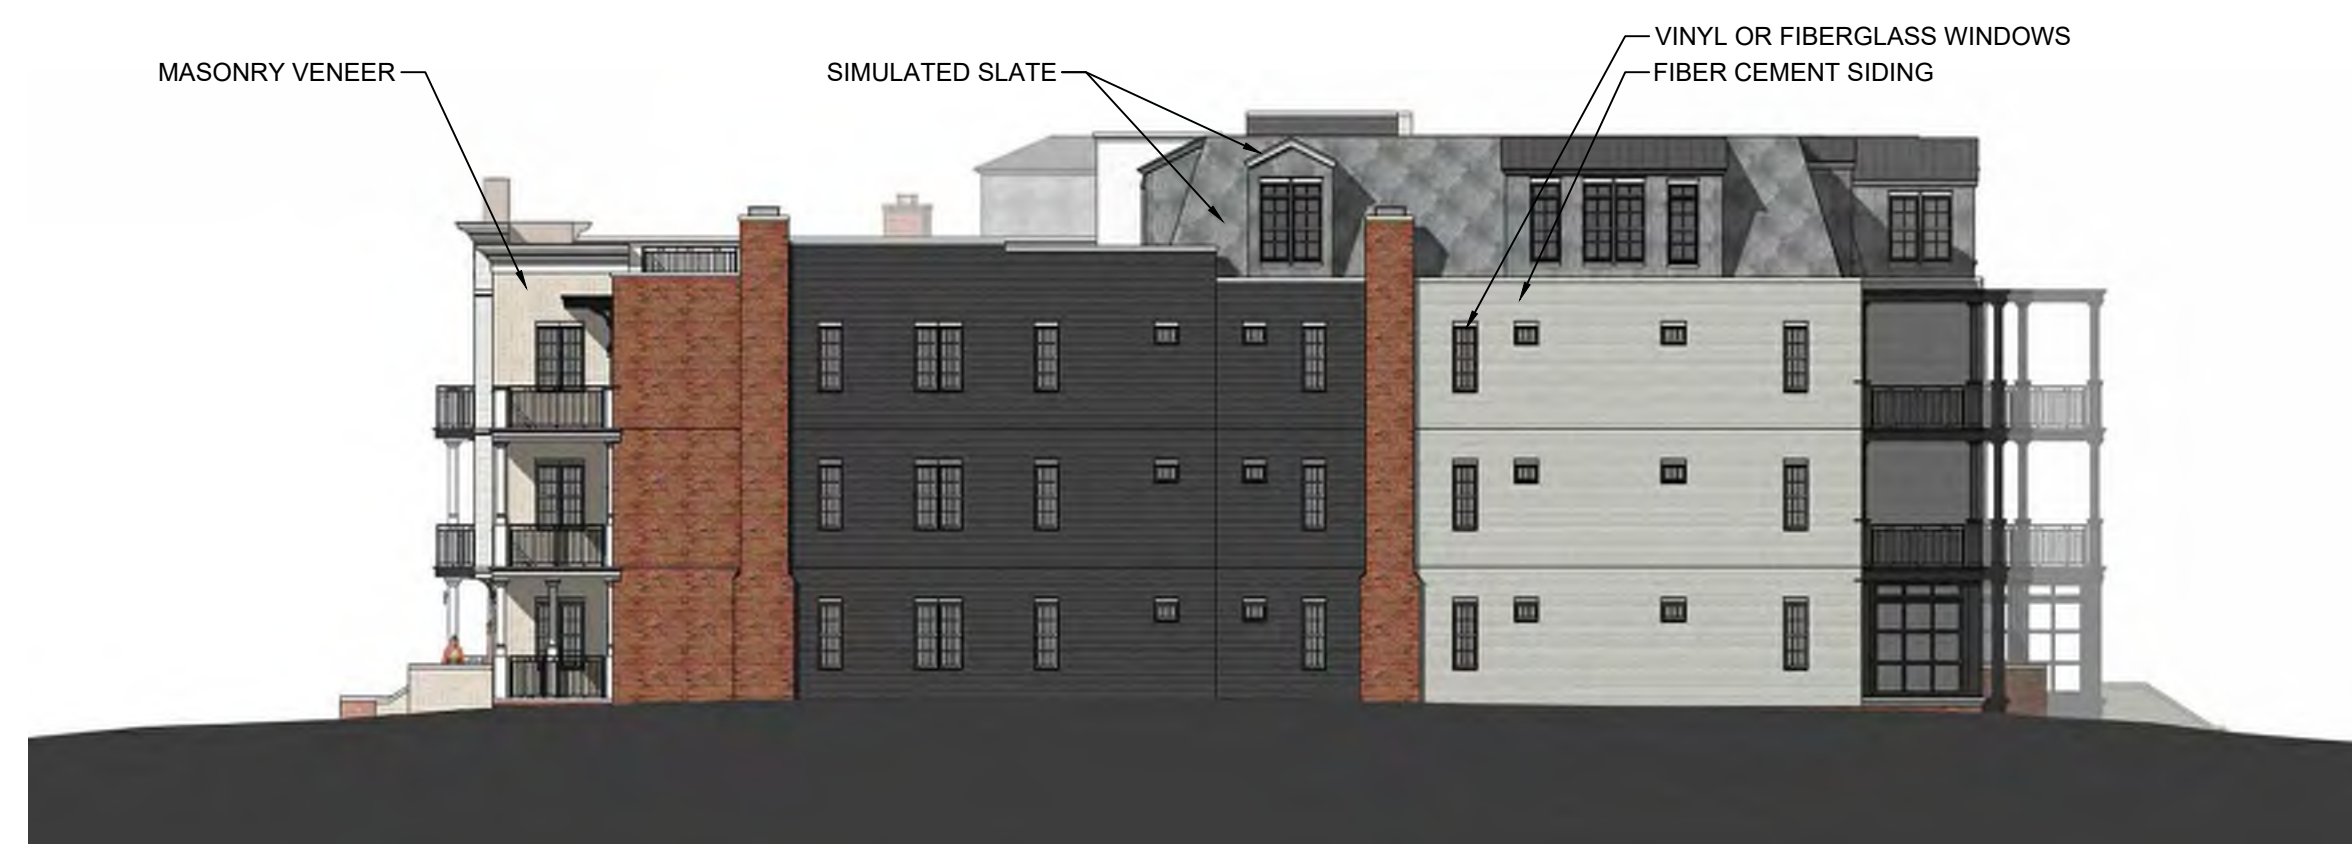 VINYL OR FIBERGLASS WINDOWS
MASONRY VENEER
SIMULATED SLATE
FIBER CEMENT SIDING